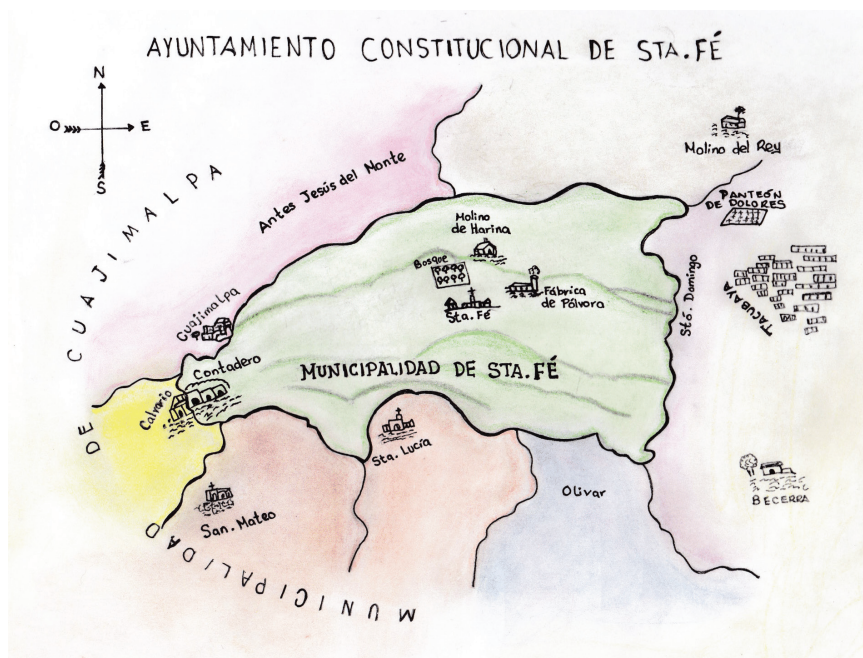 AYUNTAMIENTO CONSTITUCIONAL DE STA.FÉ
N
O
E
S
MUNICIPALIDAD DE CUAJIMALPA
Antes Jesús del Monte
Molino del Rey
PANTEÓN
DE DOLORES
Molino
de Harina
Bosque
Fábrica
de Pólvora
Sta. Fé
Stó. Domingo
TACUBAYA
Cuajimalpa
Contadero
MUNICIPALIDAD DE STA.FÉ
Calvario
Sta. Lucía
San. Mateo
Olivar
BECERRA